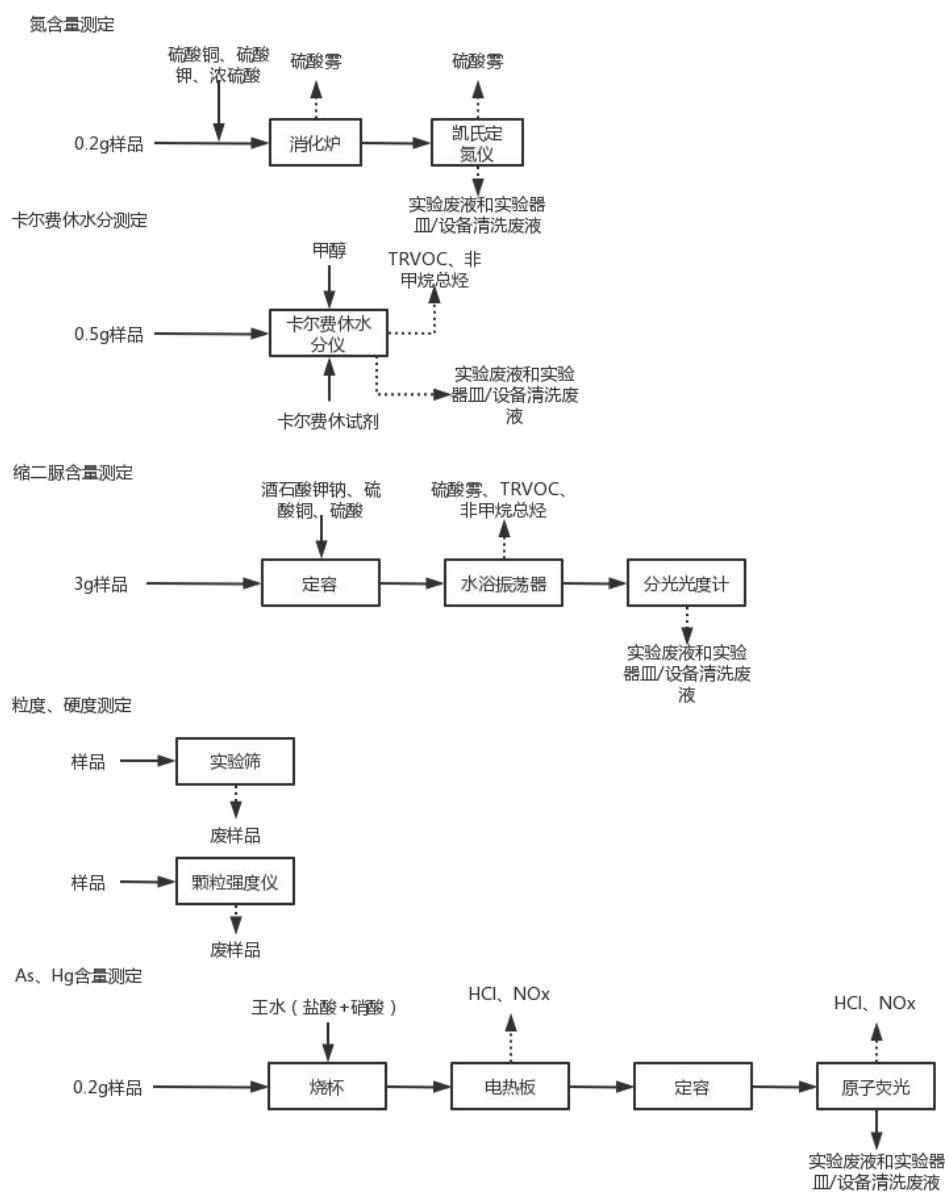 氮含量测定
硫酸铜、硫酸
钾、浓硫酸
硫酸雾
硫酸雾
0.2g样品
消化炉
凯氏定
氮仪
实验废液和实验器
皿/设备清洗废液
卡尔费休水分测定
甲醇
TRVOC、非
甲烷总烃
0.5g样品
卡尔费休水
分仪
实验废液和实验
器皿/设备清洗废
液
卡尔费休试剂
缩二脲含量测定
酒石酸钾钠、硫
酸铜、硫酸
硫酸雾、TRVOC、
非甲烷总烃
3g样品
定容
水浴振荡器
分光光度计
实验废液和实验
器皿/设备清洗废
液
粒度、硬度测定
样品
实验筛
废样品
样品
颗粒强度仪
废样品
As、Hg含量测定
王水（盐酸+硝酸）
HCl、NOx
HCl、NOx
0.2g样品
烧杯
电热板
定容
原子荧光
实验废液和实验器
皿/设备清洗废液